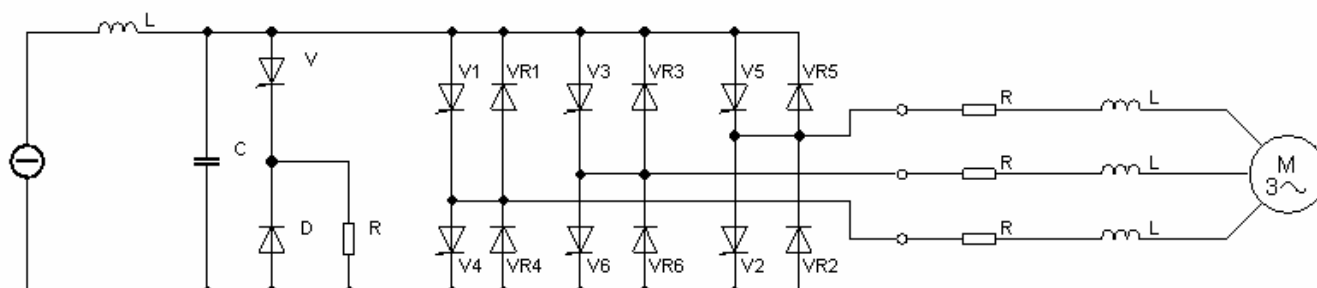 L
V
V1 VR1 V3 VR3 V5 VR5
R L
C
R L
M
3
D R
R L
V4 VR4 V6 VR6 V2 VR2